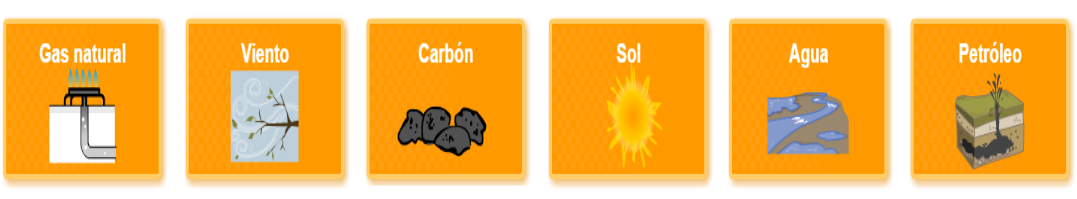 Gas natural
Viento
Carbón
Sol
Agua
Petróleo